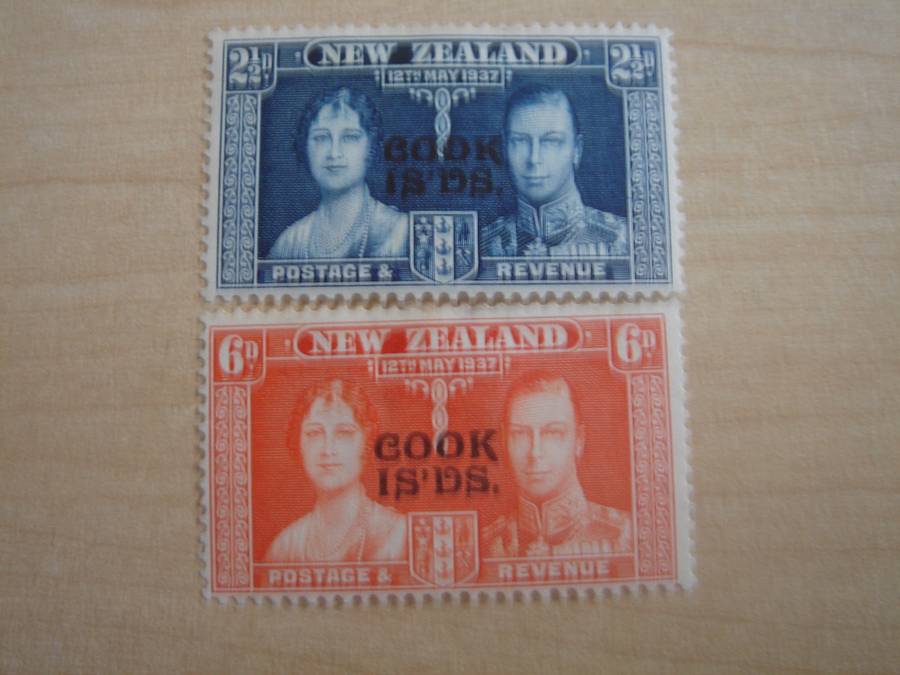 2½D. NEW ZEALAND 2½D.
12TH MAY 1937
COOK
IS'DS.
POSTAGE & REVENUE
6D. NEW ZEALAND 6D.
12TH MAY 1937
COOK
IS'DS.
POSTAGE & REVENUE